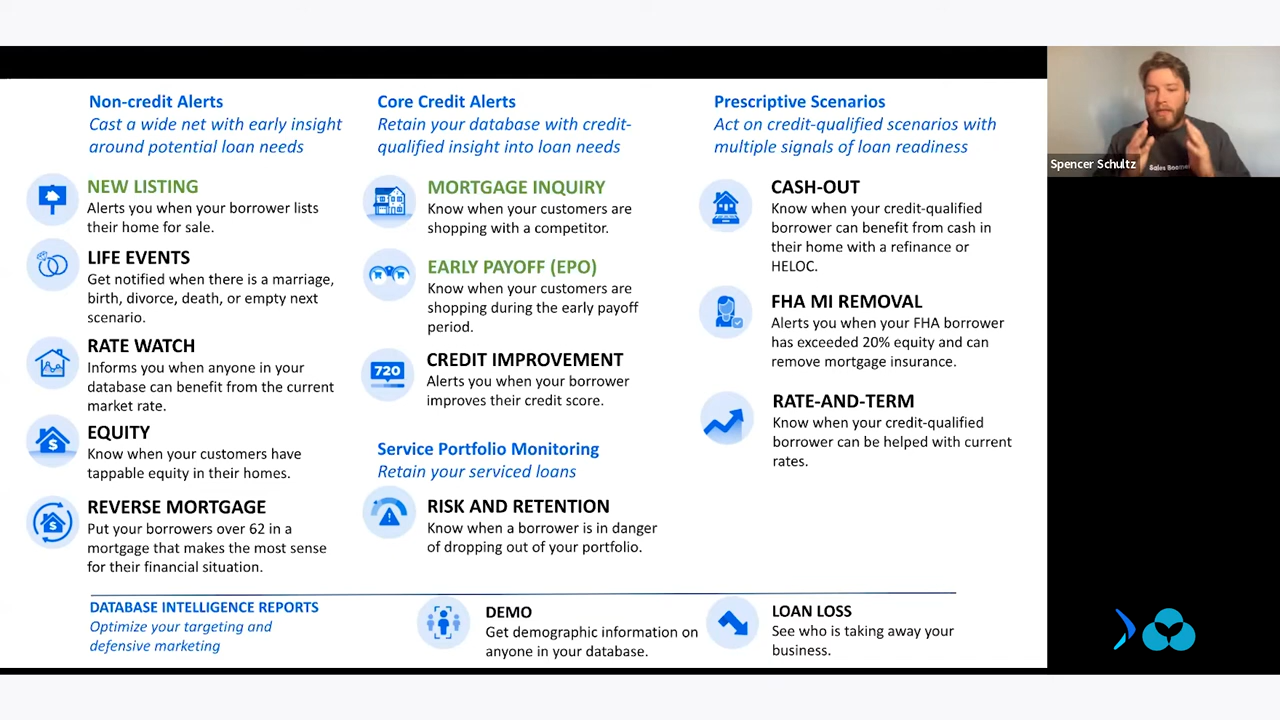 Non-credit Alerts
Cast a wide net with early insight
around potential loan needs
NEW LISTING
Alerts you when your borrower lists
their home for sale.
LIFE EVENTS
Get notified when there is a marriage,
birth, divorce, death, or empty next
scenario.
RATE WATCH
Informs you when anyone in your
database can benefit from the current
market rate.
EQUITY
Know when your customers have
tappable equity in their homes.
REVERSE MORTGAGE
Put your borrowers over 62 in a
mortgage that makes the most sense
for their financial situation.
Core Credit Alerts
Retain your database with credit-
qualified insight into loan needs
MORTGAGE INQUIRY
Know when your customers are
shopping with a competitor.
EARLY PAYOFF (EPO)
Know when your customers are
shopping during the early payoff
period.
720
CREDIT IMPROVEMENT
Alerts you when your borrower
improves their credit score.
Service Portfolio Monitoring
Retain your serviced loans
RISK AND RETENTION
Know when a borrower is in danger
of dropping out of your portfolio.
Prescriptive Scenarios
Act on credit-qualified scenarios with
multiple signals of loan readiness
CASH-OUT
Know when your credit-qualified
borrower can benefit from cash in
their home with a refinance or
HELOC.
FHA MI REMOVAL
Alerts you when your FHA borrower
has exceeded 20% equity and can
remove mortgage insurance.
RATE-AND-TERM
Know when your credit-qualified
borrower can be helped with current
rates.
DATABASE INTELLIGENCE REPORTS
Optimize your targeting and
defensive marketing
DEMO
Get demographic information on
anyone in your database.
LOAN LOSS
See who is taking away your
business.
Spencer Schultz
Sales